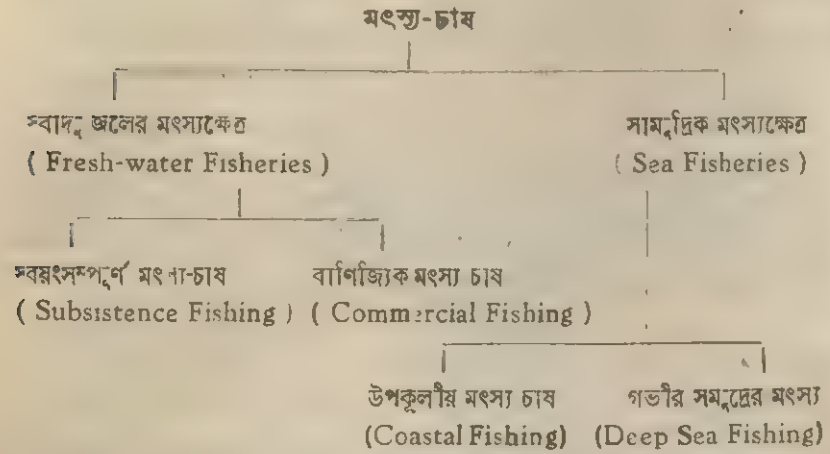 মৎস্য-চাষ
স্বাদু জলের মৎস্যক্ষেত্র
( Fresh-water Fisheries )
সামুদ্রিক মৎস্যক্ষেত্র
( Sea Fisheries )
স্বয়ংসম্পূর্ণ মৎস্য-চাষ
( Subsistence Fishing )
বাণিজ্যিক মৎস্য চাষ
( Commercial Fishing )
উপকূলীয় মৎস্য চাষ
(Coastal Fishing)
গভীর সমুদ্রের মৎস্য
(Deep Sea Fishing)